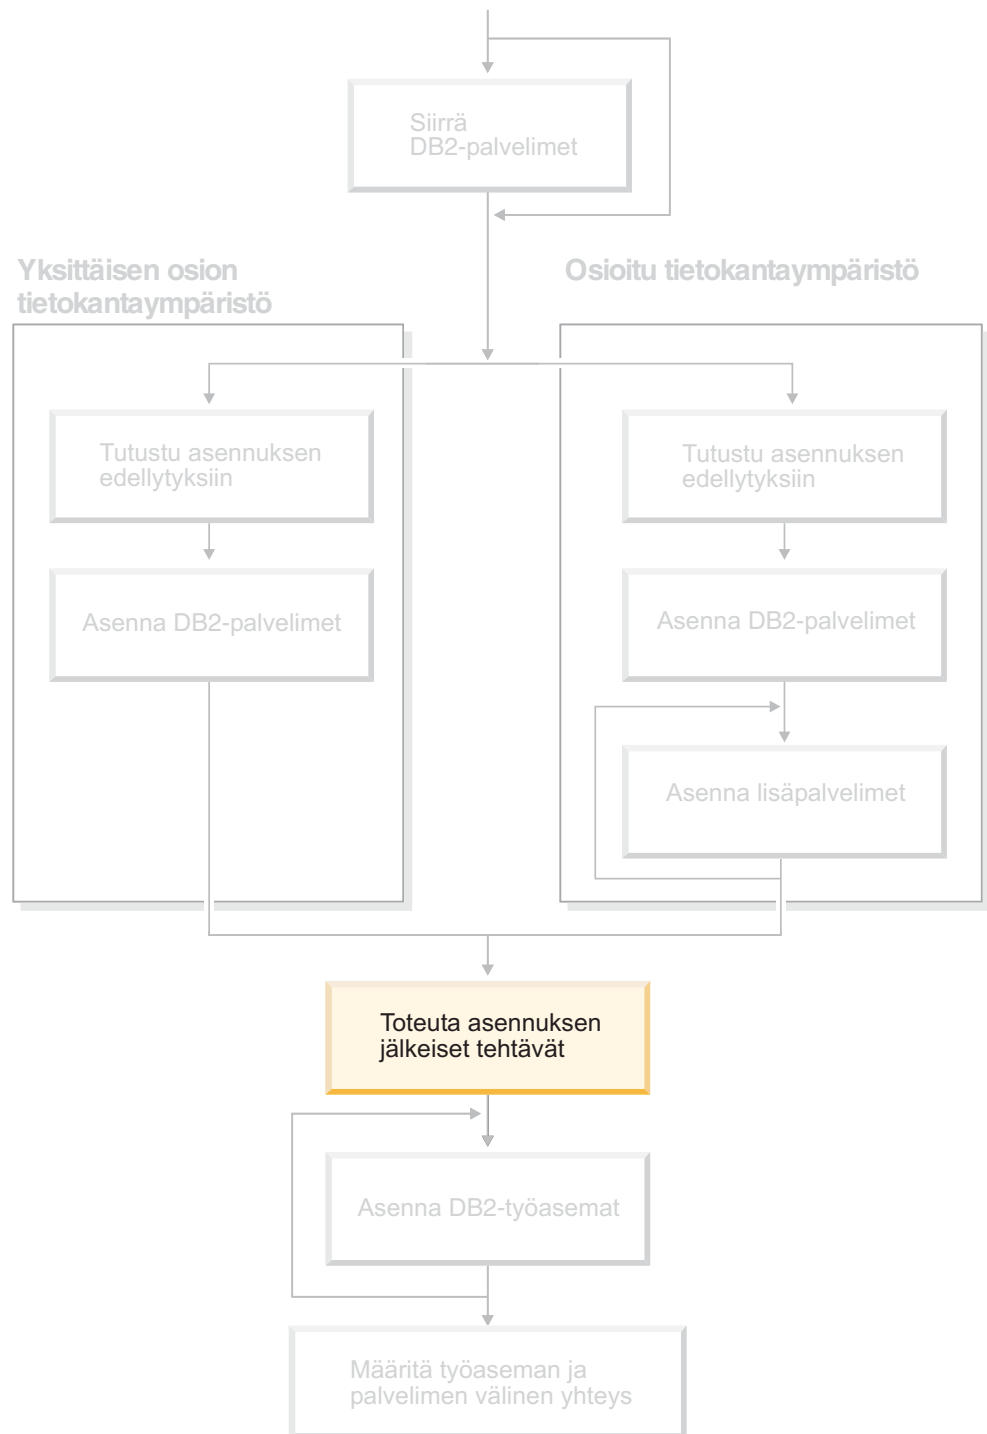 Siirrä
DB2-palvelimet
Yksittäisen osion
tietokantaympäristö
Osioitu tietokantaympäristö
Tutustu asennuksen
edellytyksiin
Tutustu asennuksen
edellytyksiin
Asenna DB2-palvelimet
Asenna DB2-palvelimet
Asenna lisäpalvelimet
Toteuta asennuksen
jälkeiset tehtävät
Asenna DB2-työasemat
Määritä työaseman ja
palvelimen välinen yhteys